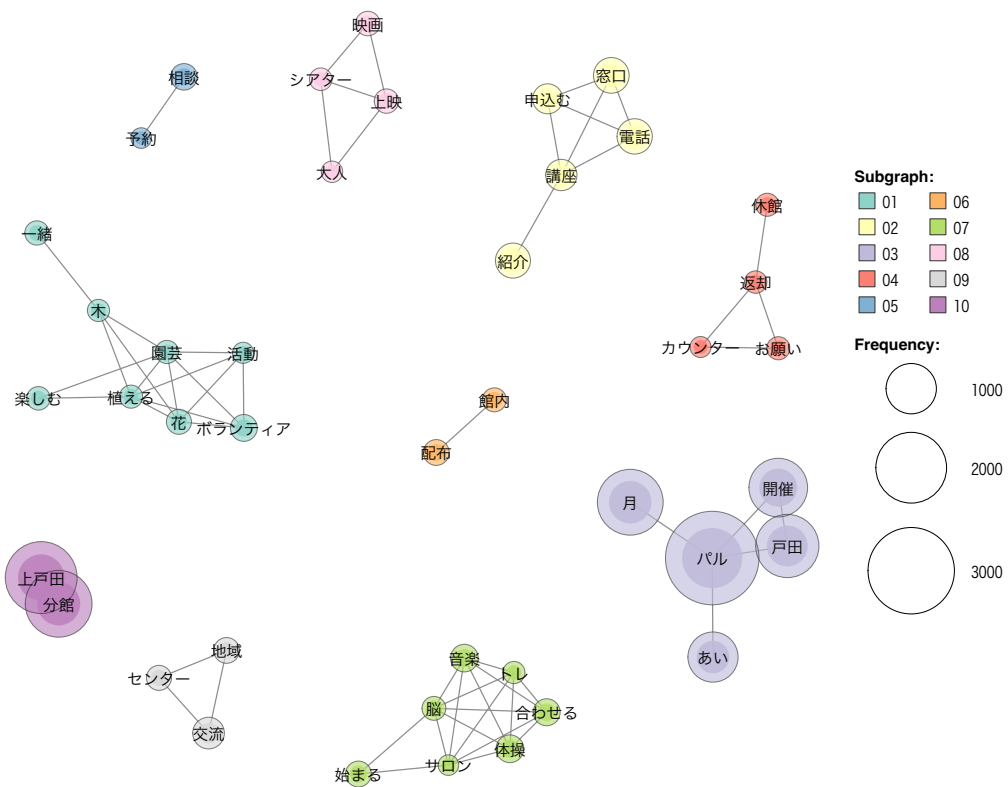 映画
相談
シアター
上映
予約
大人
窓口
申込む
電話
講座
紹介
休館
返却
カウンター
お願い
一緒
木
園芸
活動
楽しむ
植える
花
ボランティア
館内
配布
月
開催
パル
戸田
あい
上戸田
分館
地域
センター
交流
音楽
トレ
脳
合わせる
体操
サロン
始まる
Subgraph:
01
06
02
07
03
08
04
09
05
10
Frequency:
1000
2000
3000